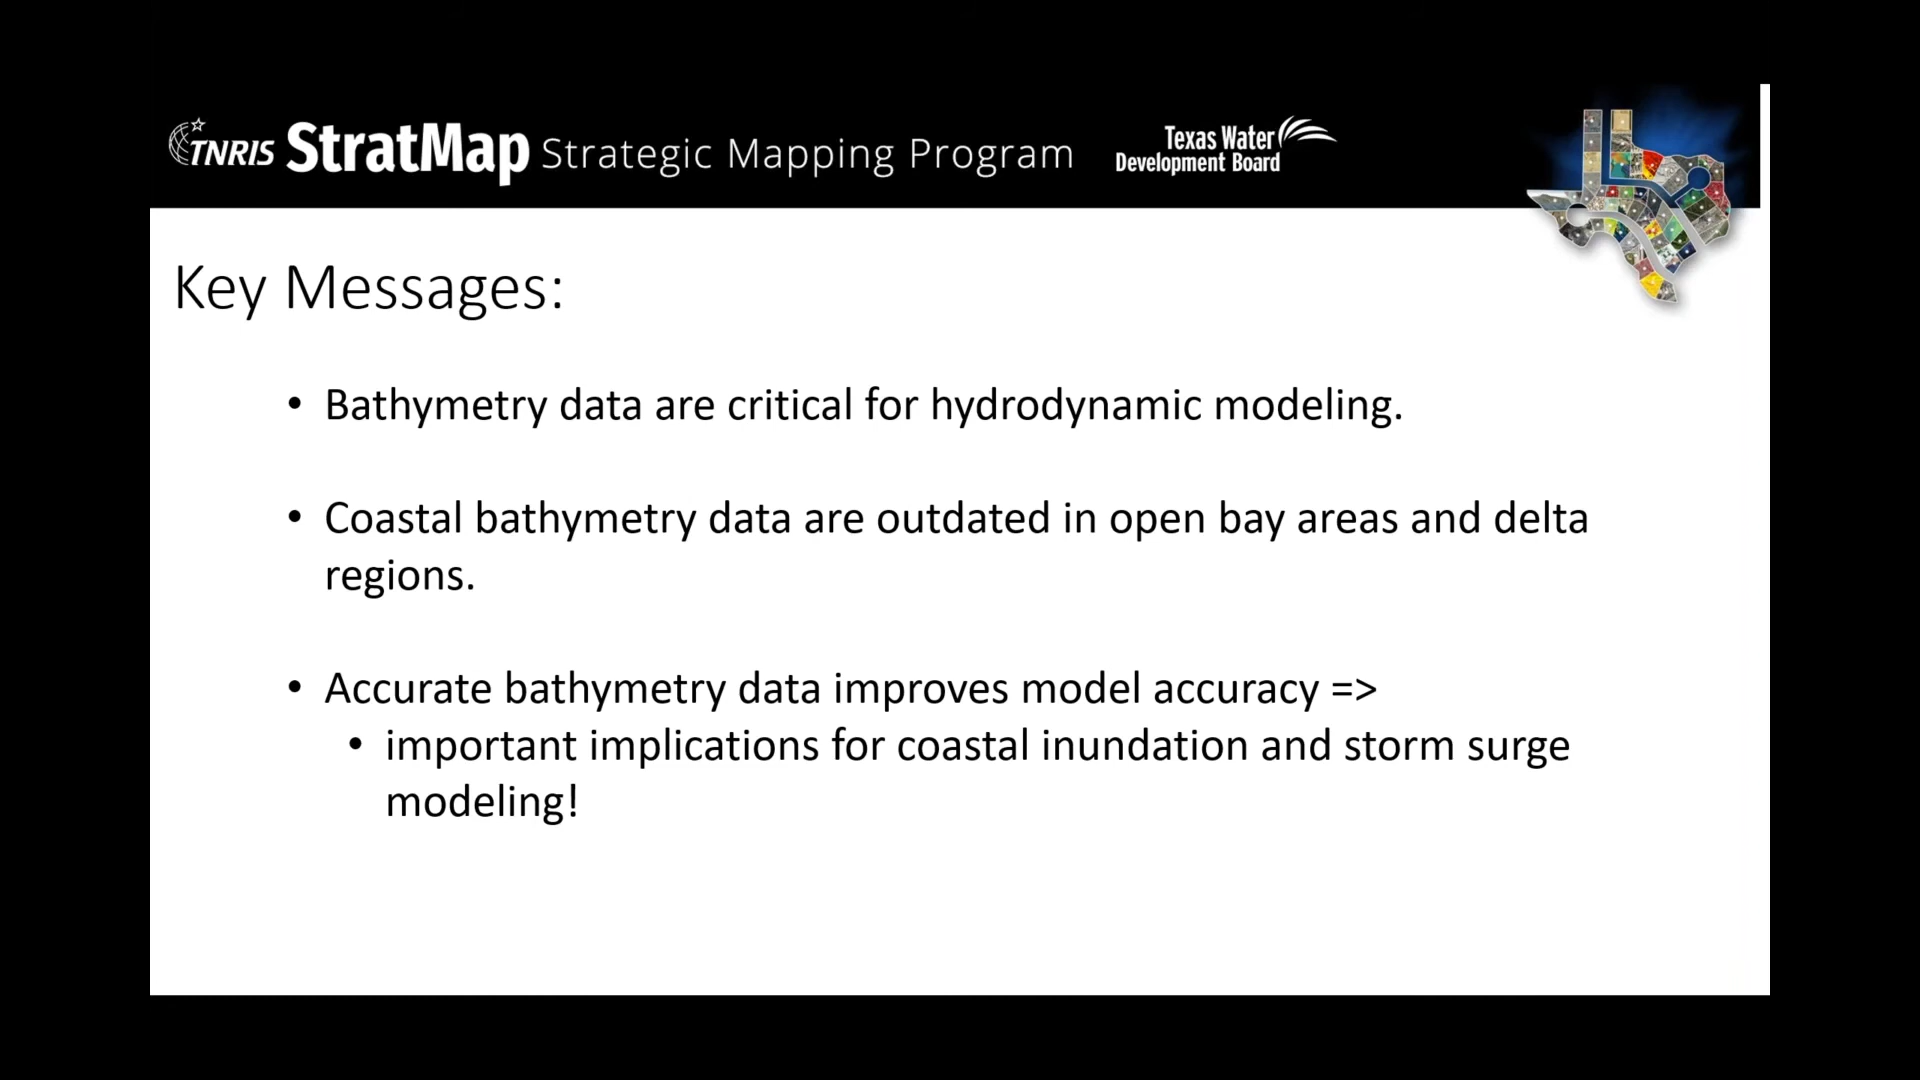 TNRIS StratMap Strategic Mapping Program
Texas Water
Development Board
Key Messages:
• Bathymetry data are critical for hydrodynamic modeling.
• Coastal bathymetry data are outdated in open bay areas and delta
regions.
• Accurate bathymetry data improves model accuracy =>
• important implications for coastal inundation and storm surge
modeling!